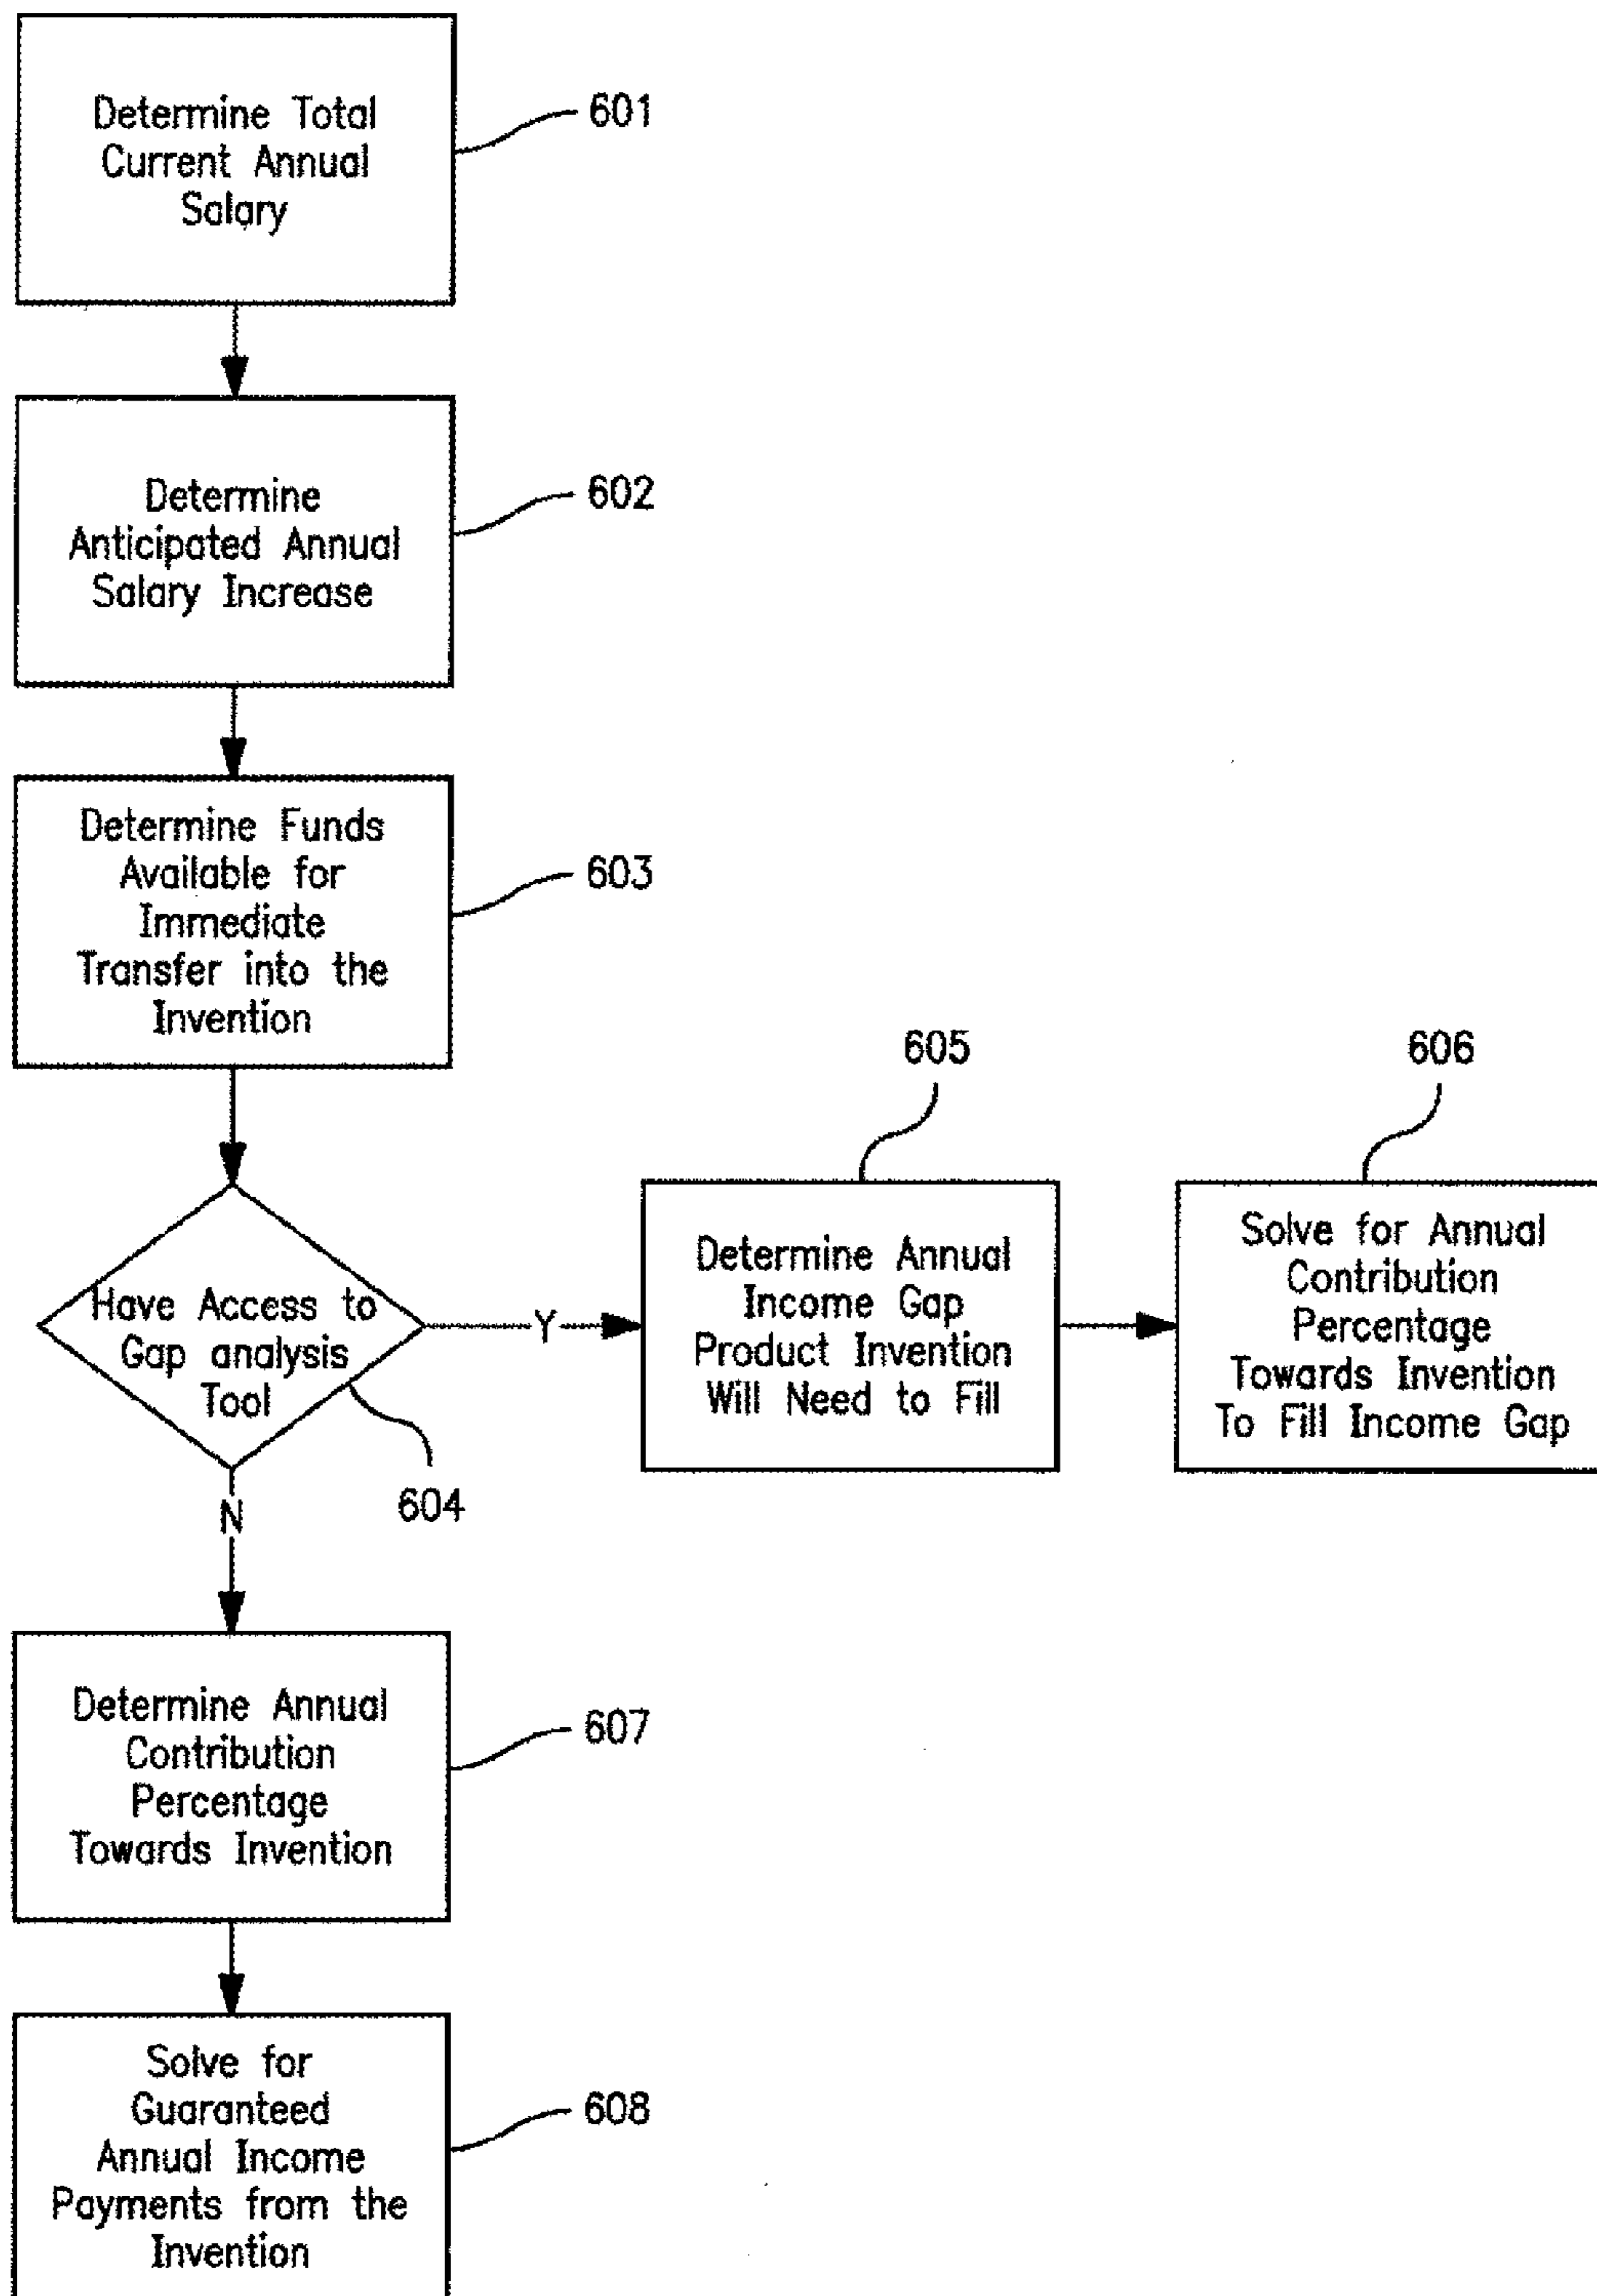 Determine Total
Current Annual
Salary
601
Determine
Anticipated Annual
Salary Increase
602
Determine Funds
Available for
Immediate
Transfer into the
Invention
603
Have Access to
Gap analysis
Tool
604
Y
605
Determine Annual
Income Gap
Product Invention
Will Need to Fill
606
Solve for Annual
Contribution
Percentage
Towards Invention
To Fill Income Gap
N
Determine Annual
Contribution
Percentage
Towards Invention
607
Solve for
Guaranteed
Annual Income
Payments from the
Invention
608